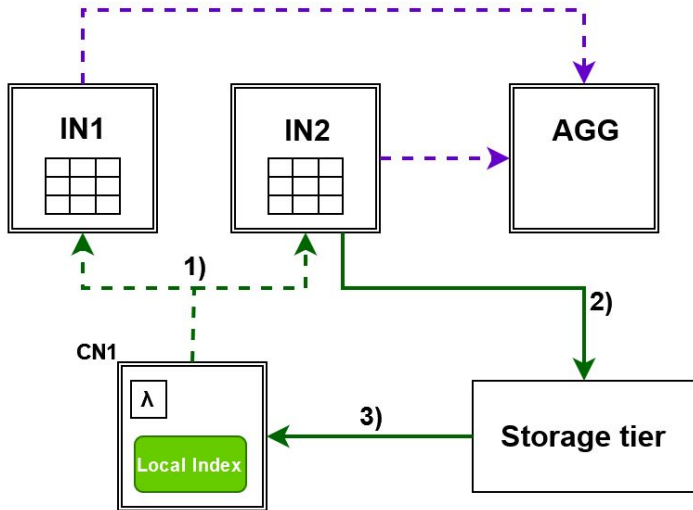 IN1
IN2
AGG
1)
2)
CN1
λ
3)
Storage tier
Local Index